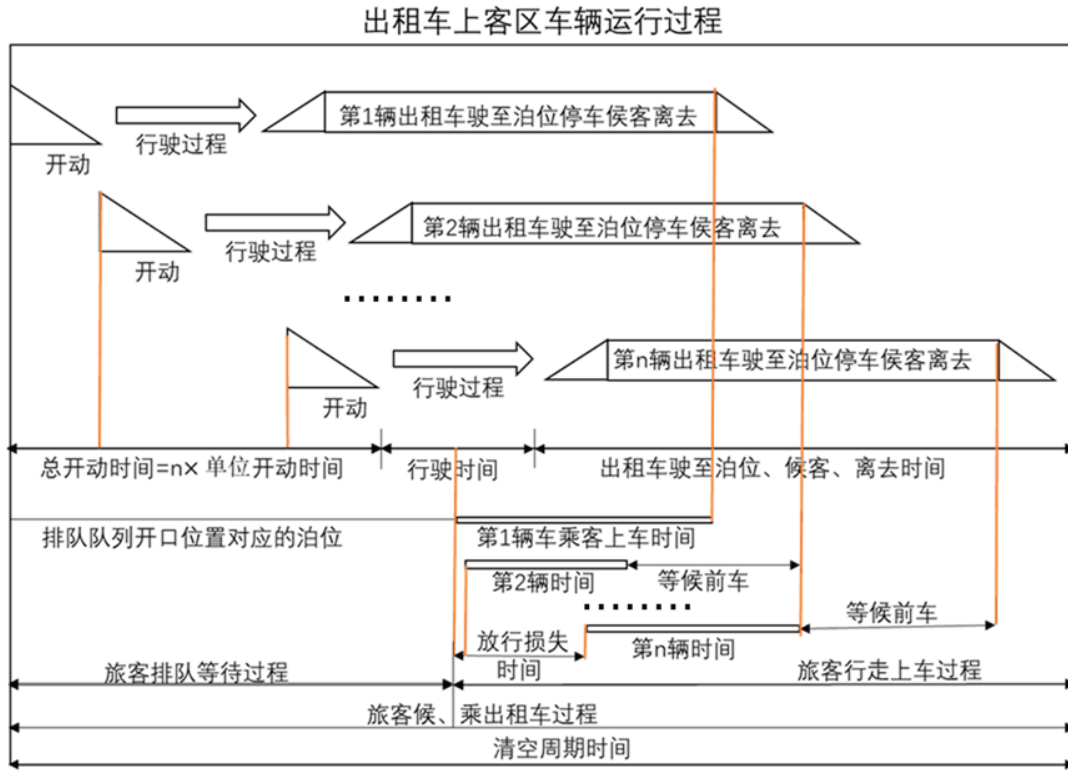 出租车上客区车辆运行过程
第1辆出租车驶至泊位停车侯客离去
行驶过程
开动
第2辆出租车驶至泊位停车侯客离去
行驶过程
开动
........
第n辆出租车驶至泊位停车侯客离去
行驶过程
开动
总开动时间=n× 单位开动时间
行驶时间
出租车驶至泊位、候客、离去时间
排队队列开口位置对应的泊位
第1辆车乘客上车时间
第2辆时间
等候前车
........
等候前车
放行损失
时间
第n辆时间
旅客排队等待过程
旅客行走上车过程
旅客候、乘出租车过程
清空周期时间